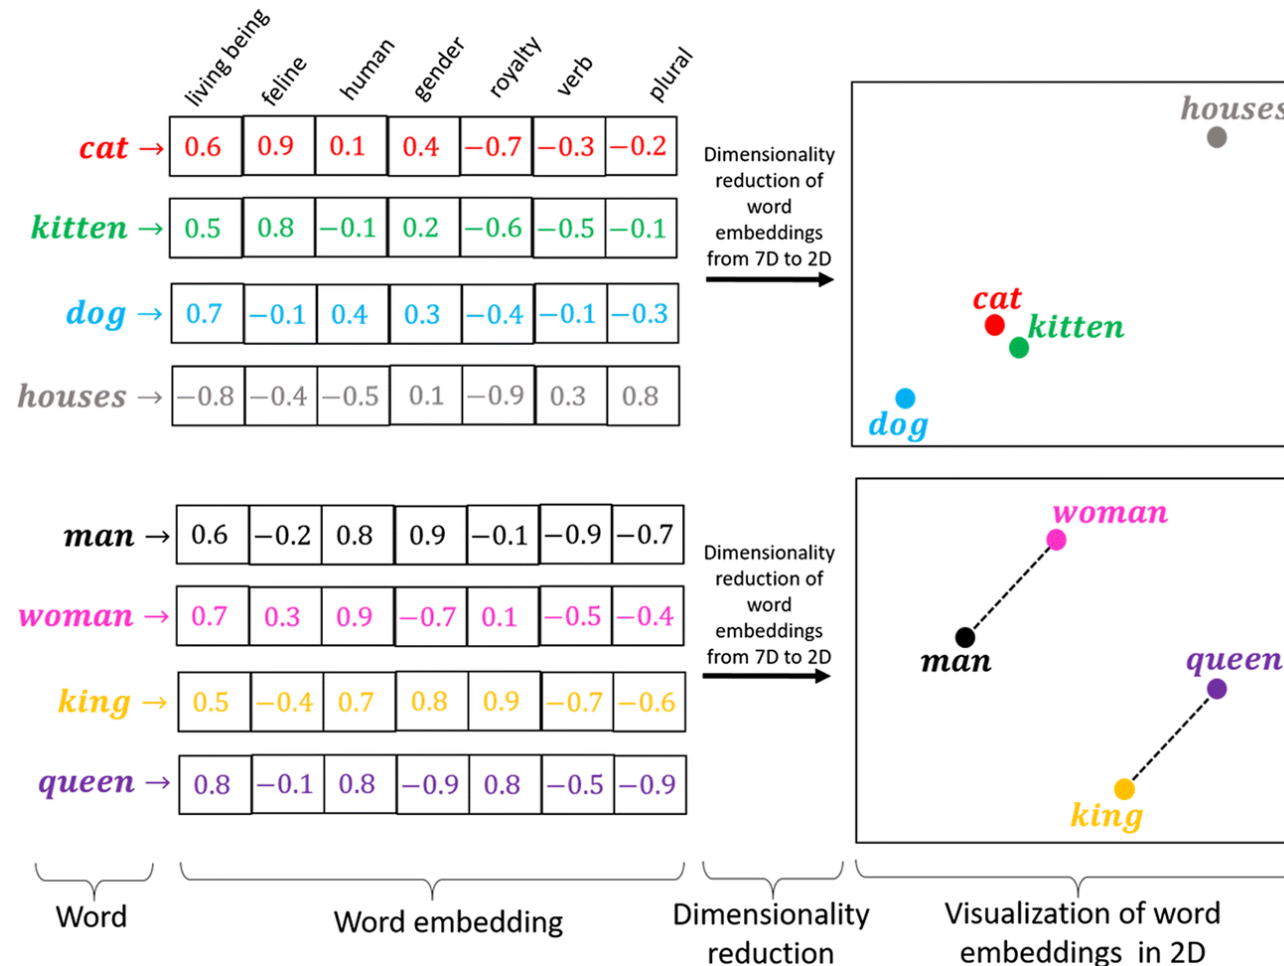 living being feline human gender royalty verb plural
cat → 0.6 0.9 0.1 0.4 −0.7 −0.3 −0.2
kitten → 0.5 0.8 −0.1 0.2 −0.6 −0.5 −0.1
dog → 0.7 −0.1 0.4 0.3 −0.4 −0.1 −0.3
houses → −0.8 −0.4 −0.5 0.1 −0.9 0.3 0.8
Dimensionality
reduction of
word
embeddings
from 7D to 2D
houses
cat
kitten
dog
man → 0.6 −0.2 0.8 0.9 −0.1 −0.9 −0.7
woman → 0.7 0.3 0.9 −0.7 0.1 −0.5 −0.4
king → 0.5 −0.4 0.7 0.8 0.9 −0.7 −0.6
queen → 0.8 −0.1 0.8 −0.9 0.8 −0.5 −0.9
Dimensionality
reduction of
word
embeddings
from 7D to 2D
woman
man
queen
king
Word
Word embedding
Dimensionality
reduction
Visualization of word
embeddings in 2D